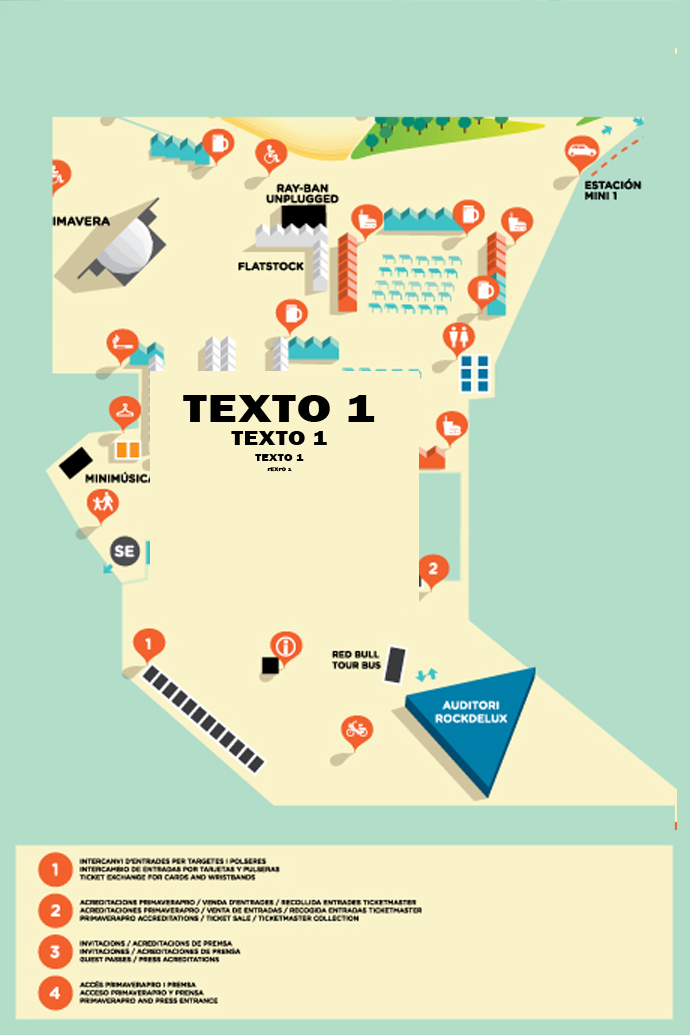 RAY-BAN
UNPLUGGED
ESTACIÓN
MINI 1
IMAVERA
FLATSTOCK
TEXTO 1
TEXTO 1
TEXTO 1
TEXTO 1
MINIMÚSICA
SE
2
1
RED BULL
TOUR BUS
AUDITORI
ROCKDELUX
1
INTERCANVI D'ENTRADES PER TARGETES I POLSERES
INTERCAMBIO DE ENTRADAS POR TARJETAS Y PULSERAS
TICKET EXCHANGE FOR CARDS AND WRISTBANDS
2
ACREDITACIONS PRIMAVERAPRO / VENDA D'ENTRADES / RECOLLIDA ENTRADES TICKETMASTER
ACREDITACIONES PRIMAVERAPRO / VENTA DE ENTRADAS / RECOGIDA ENTRADAS TICKETMASTER
PRIMAVERAPRO ACCREDITATIONS / TICKET SALE / TICKETMASTER COLLECTION
3
INVITACIONS / ACREDITACIONS DE PREMSA
INVITACIONES / ACREDITACIONES DE PRENSA
GUEST PASSES / PRESS ACREDITATIONS
4
ACCÉS PRIMAVERAPRO I PREMSA
ACCESO PRIMAVERAPRO Y PRENSA
PRIMAVERAPRO AND PRESS ENTRANCE